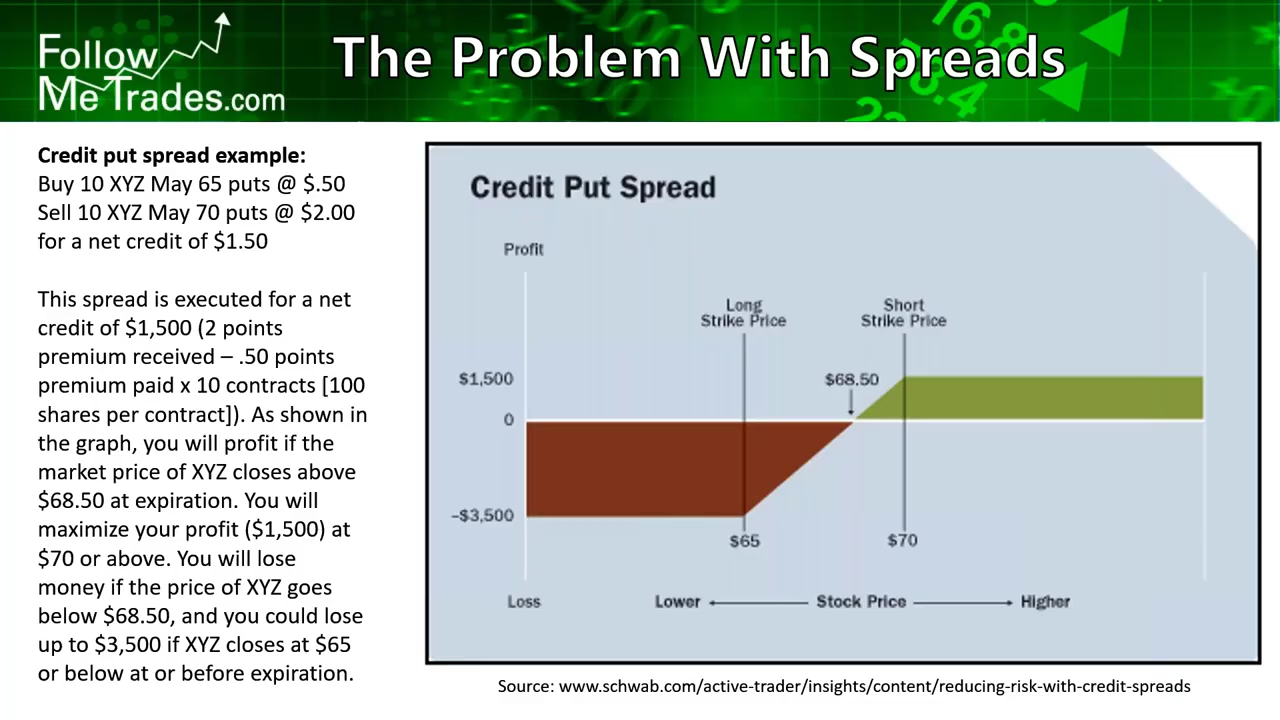 Follow
Me Trades.com
The Problem With Spreads
16.8
Credit put spread example:
Buy 10 XYZ May 65 puts @ $.50
Sell 10 XYZ May 70 puts @ $2.00
for a net credit of $1.50
This spread is executed for a net
credit of $1,500 (2 points
premium received – .50 points
premium paid x 10 contracts [100
shares per contract]). As shown in
the graph, you will profit if the
market price of XYZ closes above
$68.50 at expiration. You will
maximize your profit ($1,500) at
$70 or above. You will lose
money if the price of XYZ goes
below $68.50, and you could lose
up to $3,500 if XYZ closes at $65
or below at or before expiration.
Credit Put Spread
Profit
Long
Strike Price
Short
Strike Price
$1,500
$68.50
0
–$3,500
$65
$70
Loss
Lower
Stock Price
Higher
Source: www.schwab.com/active-trader/insights/content/reducing-risk-with-credit-spreads